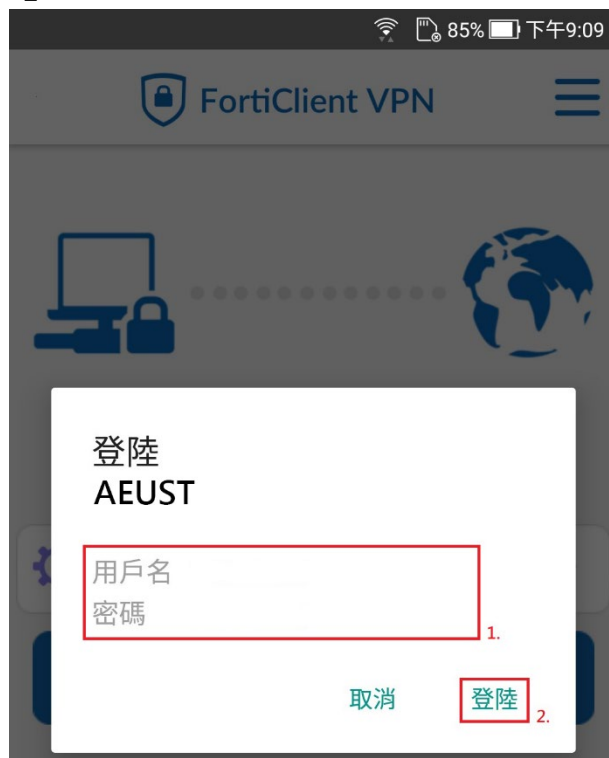 85% 下午9:09
FortiClient VPN
登陸
AEUST
用戶名
密碼
1.
取消 登陸
2.